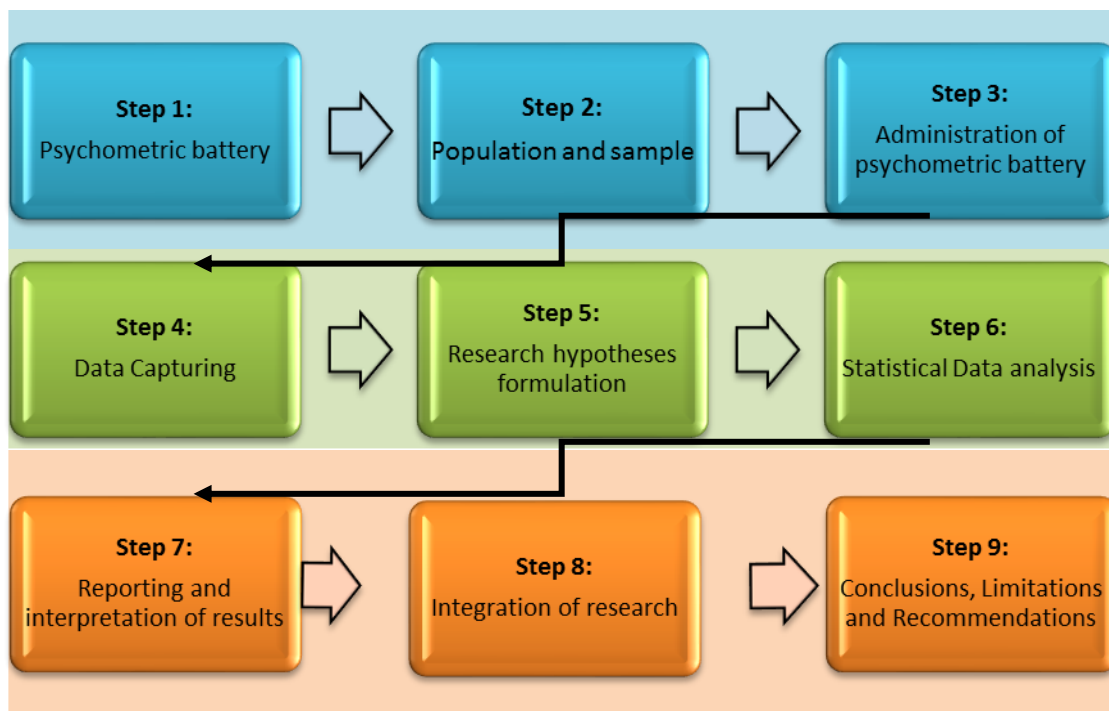 Step 1:
Psychometric battery
Step 2:
Population and sample
Step 3:
Administration of
psychometric battery
Step 4:
Data Capturing
Step 5:
Research hypotheses
formulation
Step 6:
Statistical Data analysis
Step 7:
Reporting and
interpretation of results
Step 8:
Integration of research
Step 9:
Conclusions, Limitations
and Recommendations